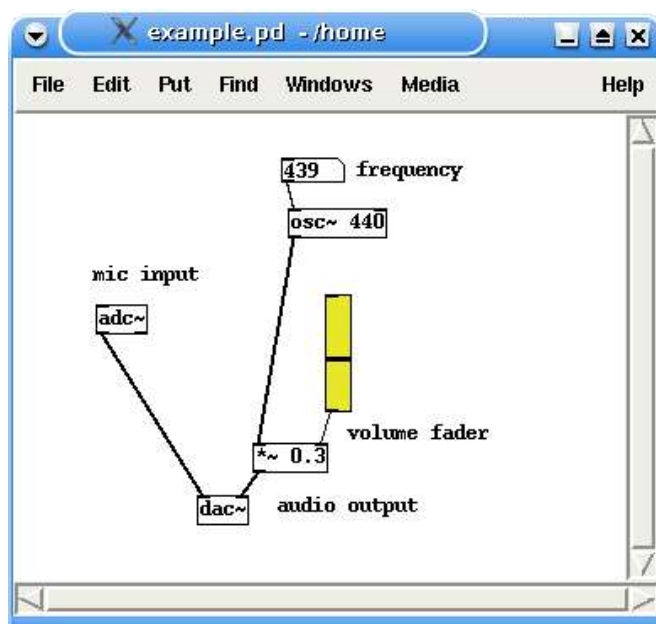 example.pd - /home
File Edit Put Find Windows Media Help
439 frequency
osc~ 440
mic input
adc~
volume fader
*~ 0.3
dac~ audio output